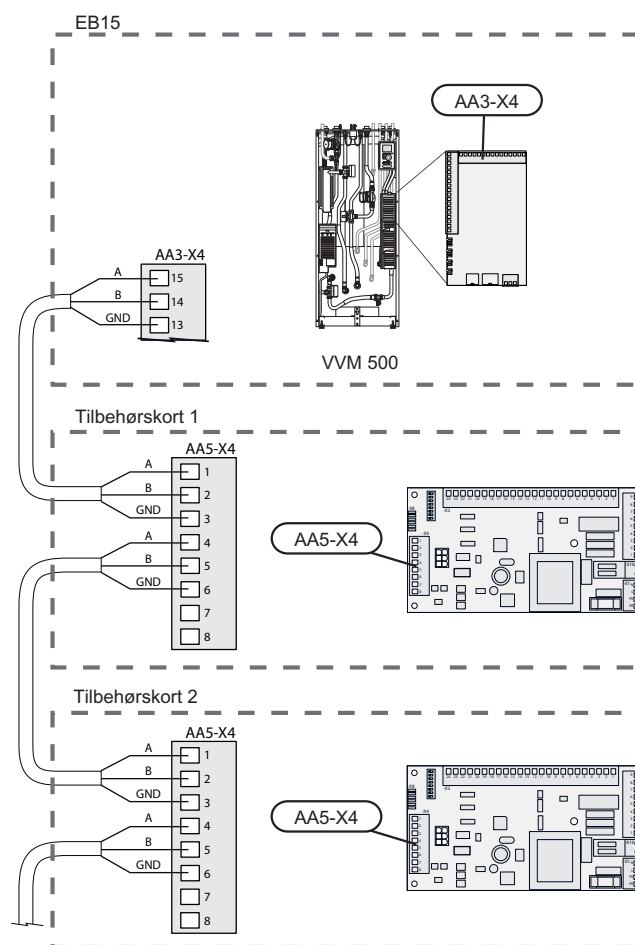 EB15
AA3-X4
AA3-X4
A
15
B
14
GND
13
VVM 500
Tilbehørskort 1
AA5-X4
A
1
B
2
GND
3
A
4
B
5
GND
6
7
8
AA5-X4
Tilbehørskort 2
AA5-X4
A
1
B
2
GND
3
A
4
B
5
GND
6
7
8
AA5-X4